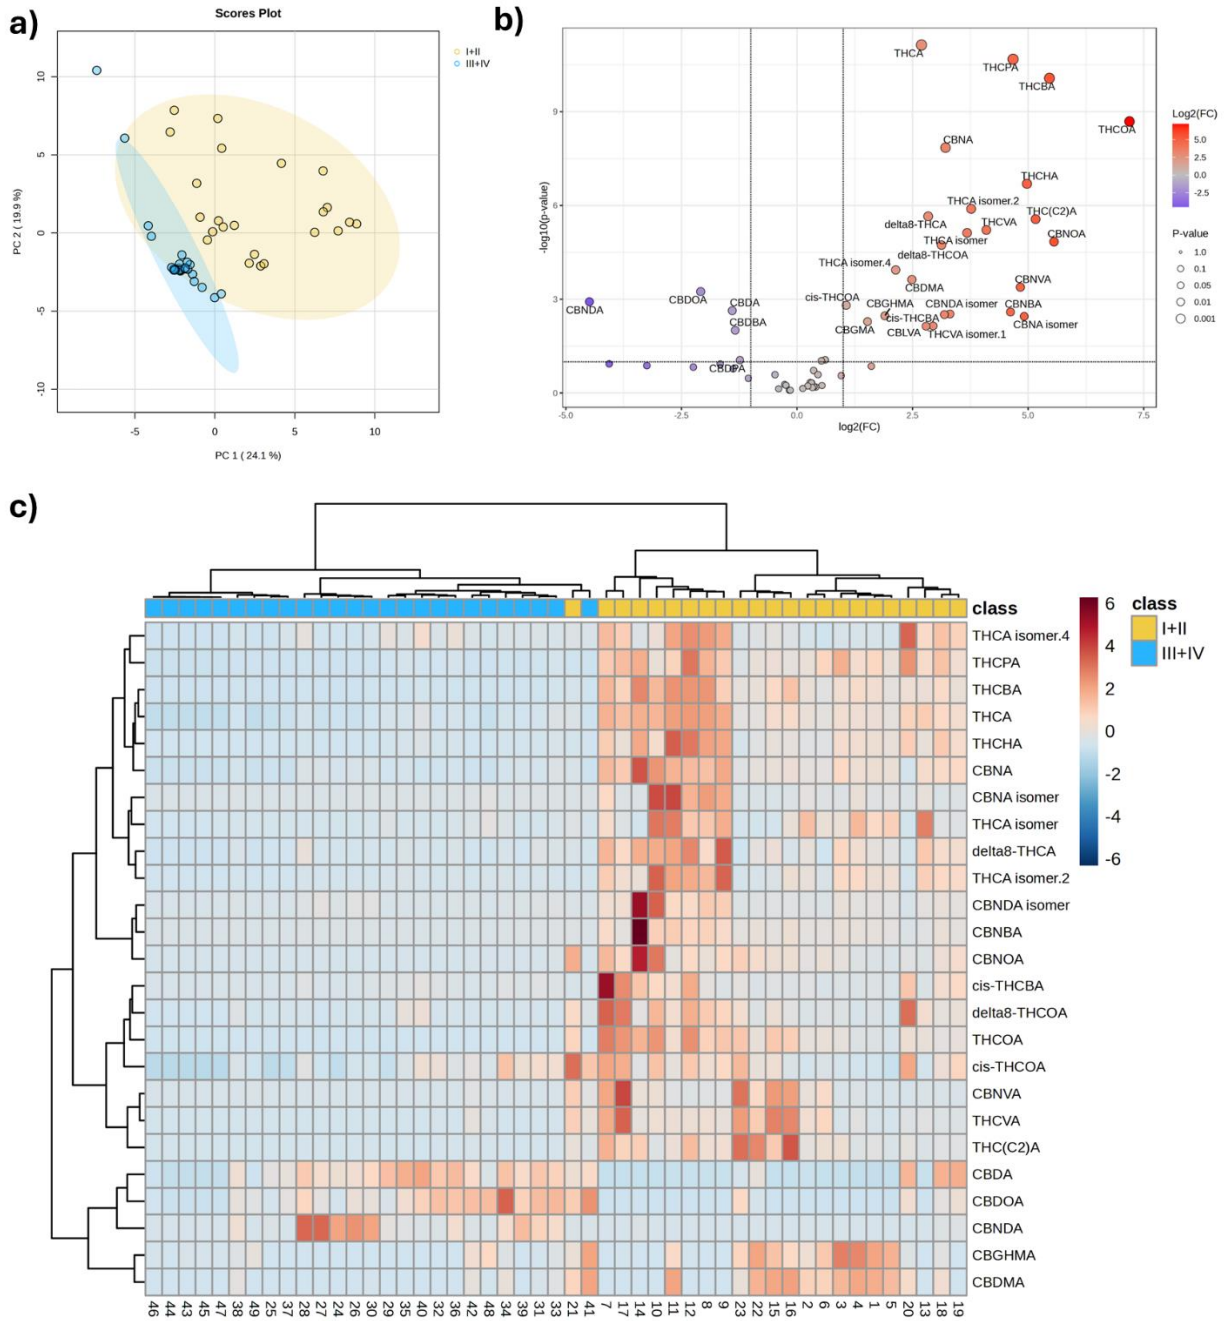 a)
Scores Plot
I+II
III+IV
10
5
0
-5
-10
PC 2 ( 19.9 %)
-5
0
5
10
PC 1 ( 24.1 %)
b)
THCA
THCPA
THCBA
THCOA
CBNA
THCHA
THCA isomer.2
THC(C2)A
delta8-THCA
THCVA
THCA isomer
CBNOA
delta8-THCOA
THCA isomer.4
CBDMA
CBNVA
CBDOA
cis-THCOA
CBNDA
CBDA
CBGHMA
CBNDA isomer
CBNBA
CBDBA
CBGMA
cis-THCBA
CBNA isomer
CBLVA
THCVA isomer.1
CBDPA
9
6
3
0
-log10(p-value)
-5.0
-2.5
0.0
2.5
5.0
7.5
log2(FC)
Log2(FC)
5.0
2.5
0.0
-2.5
P-value
1.0
0.1
0.05
0.01
0.001
c)
class
THCA isomer.4
THCPA
THCBA
THCA
THCHA
CBNA
CBNA isomer
THCA isomer
delta8-THCA
THCA isomer.2
CBNDA isomer
CBNBA
CBNOA
cis-THCBA
delta8-THCOA
THCOA
cis-THCOA
CBNVA
THCVA
THC(C2)A
CBDA
CBDOA
CBNDA
CBGHMA
CBDMA
6
4
2
0
-2
-4
-6
class
I+II
III+IV
46 44 43 45 47 38 49 25 37 28 27 24 26 30 29 35 40 32 36 42 48 34 39 31 33 21 41 7 17 14 10 11 12 8 9 23 22 15 16 2 6 3 4 1 5 20 13 18 19